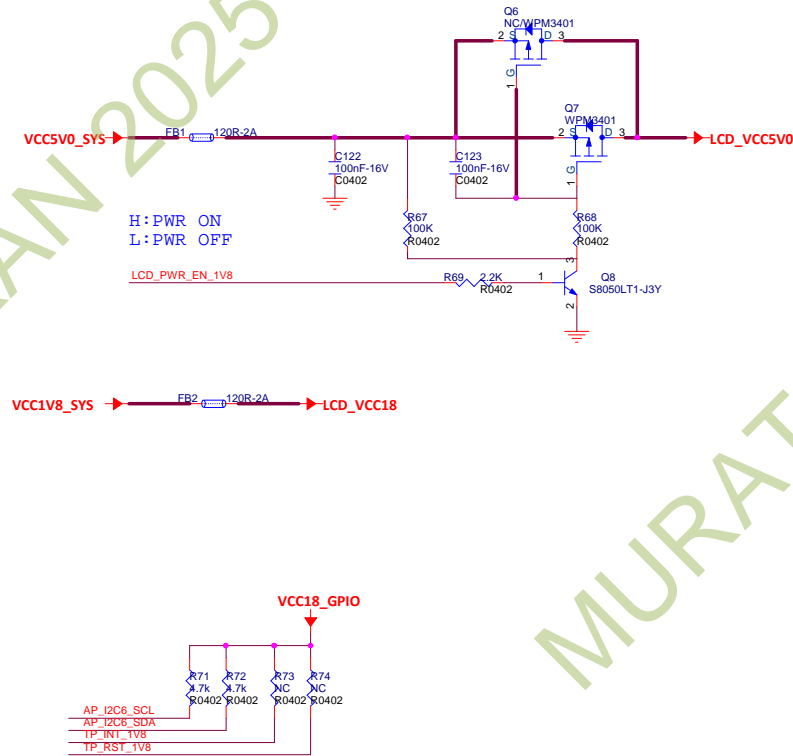 Q6
NC/WPM3401
2 S D 3
G
1
Q7
WPM3401
2 S D 3
G
1
VCC5V0_SYS
FB1 120R-2A
LCD_VCC5V0
C122
100nF-16V
C0402
C123
100nF-16V
C0402
H:PWR ON
L:PWR OFF
R67
100K
R0402
R68
100K
R0402
LCD_PWR_EN_1V8
R69 2.2K
R0402
3
1
2
Q8
S8050LT1-J3Y
VCC1V8_SYS
FB2 120R-2A
LCD_VCC18
VCC18_GPIO
R71
4.7k
R0402
R72
4.7k
R0402
R73
NC
R0402
R74
NC
R0402
AP_I2C6_SCL
AP_I2C6_SDA
TP_INT_1V8
TP_RST_1V8
AN 2025
MURAT